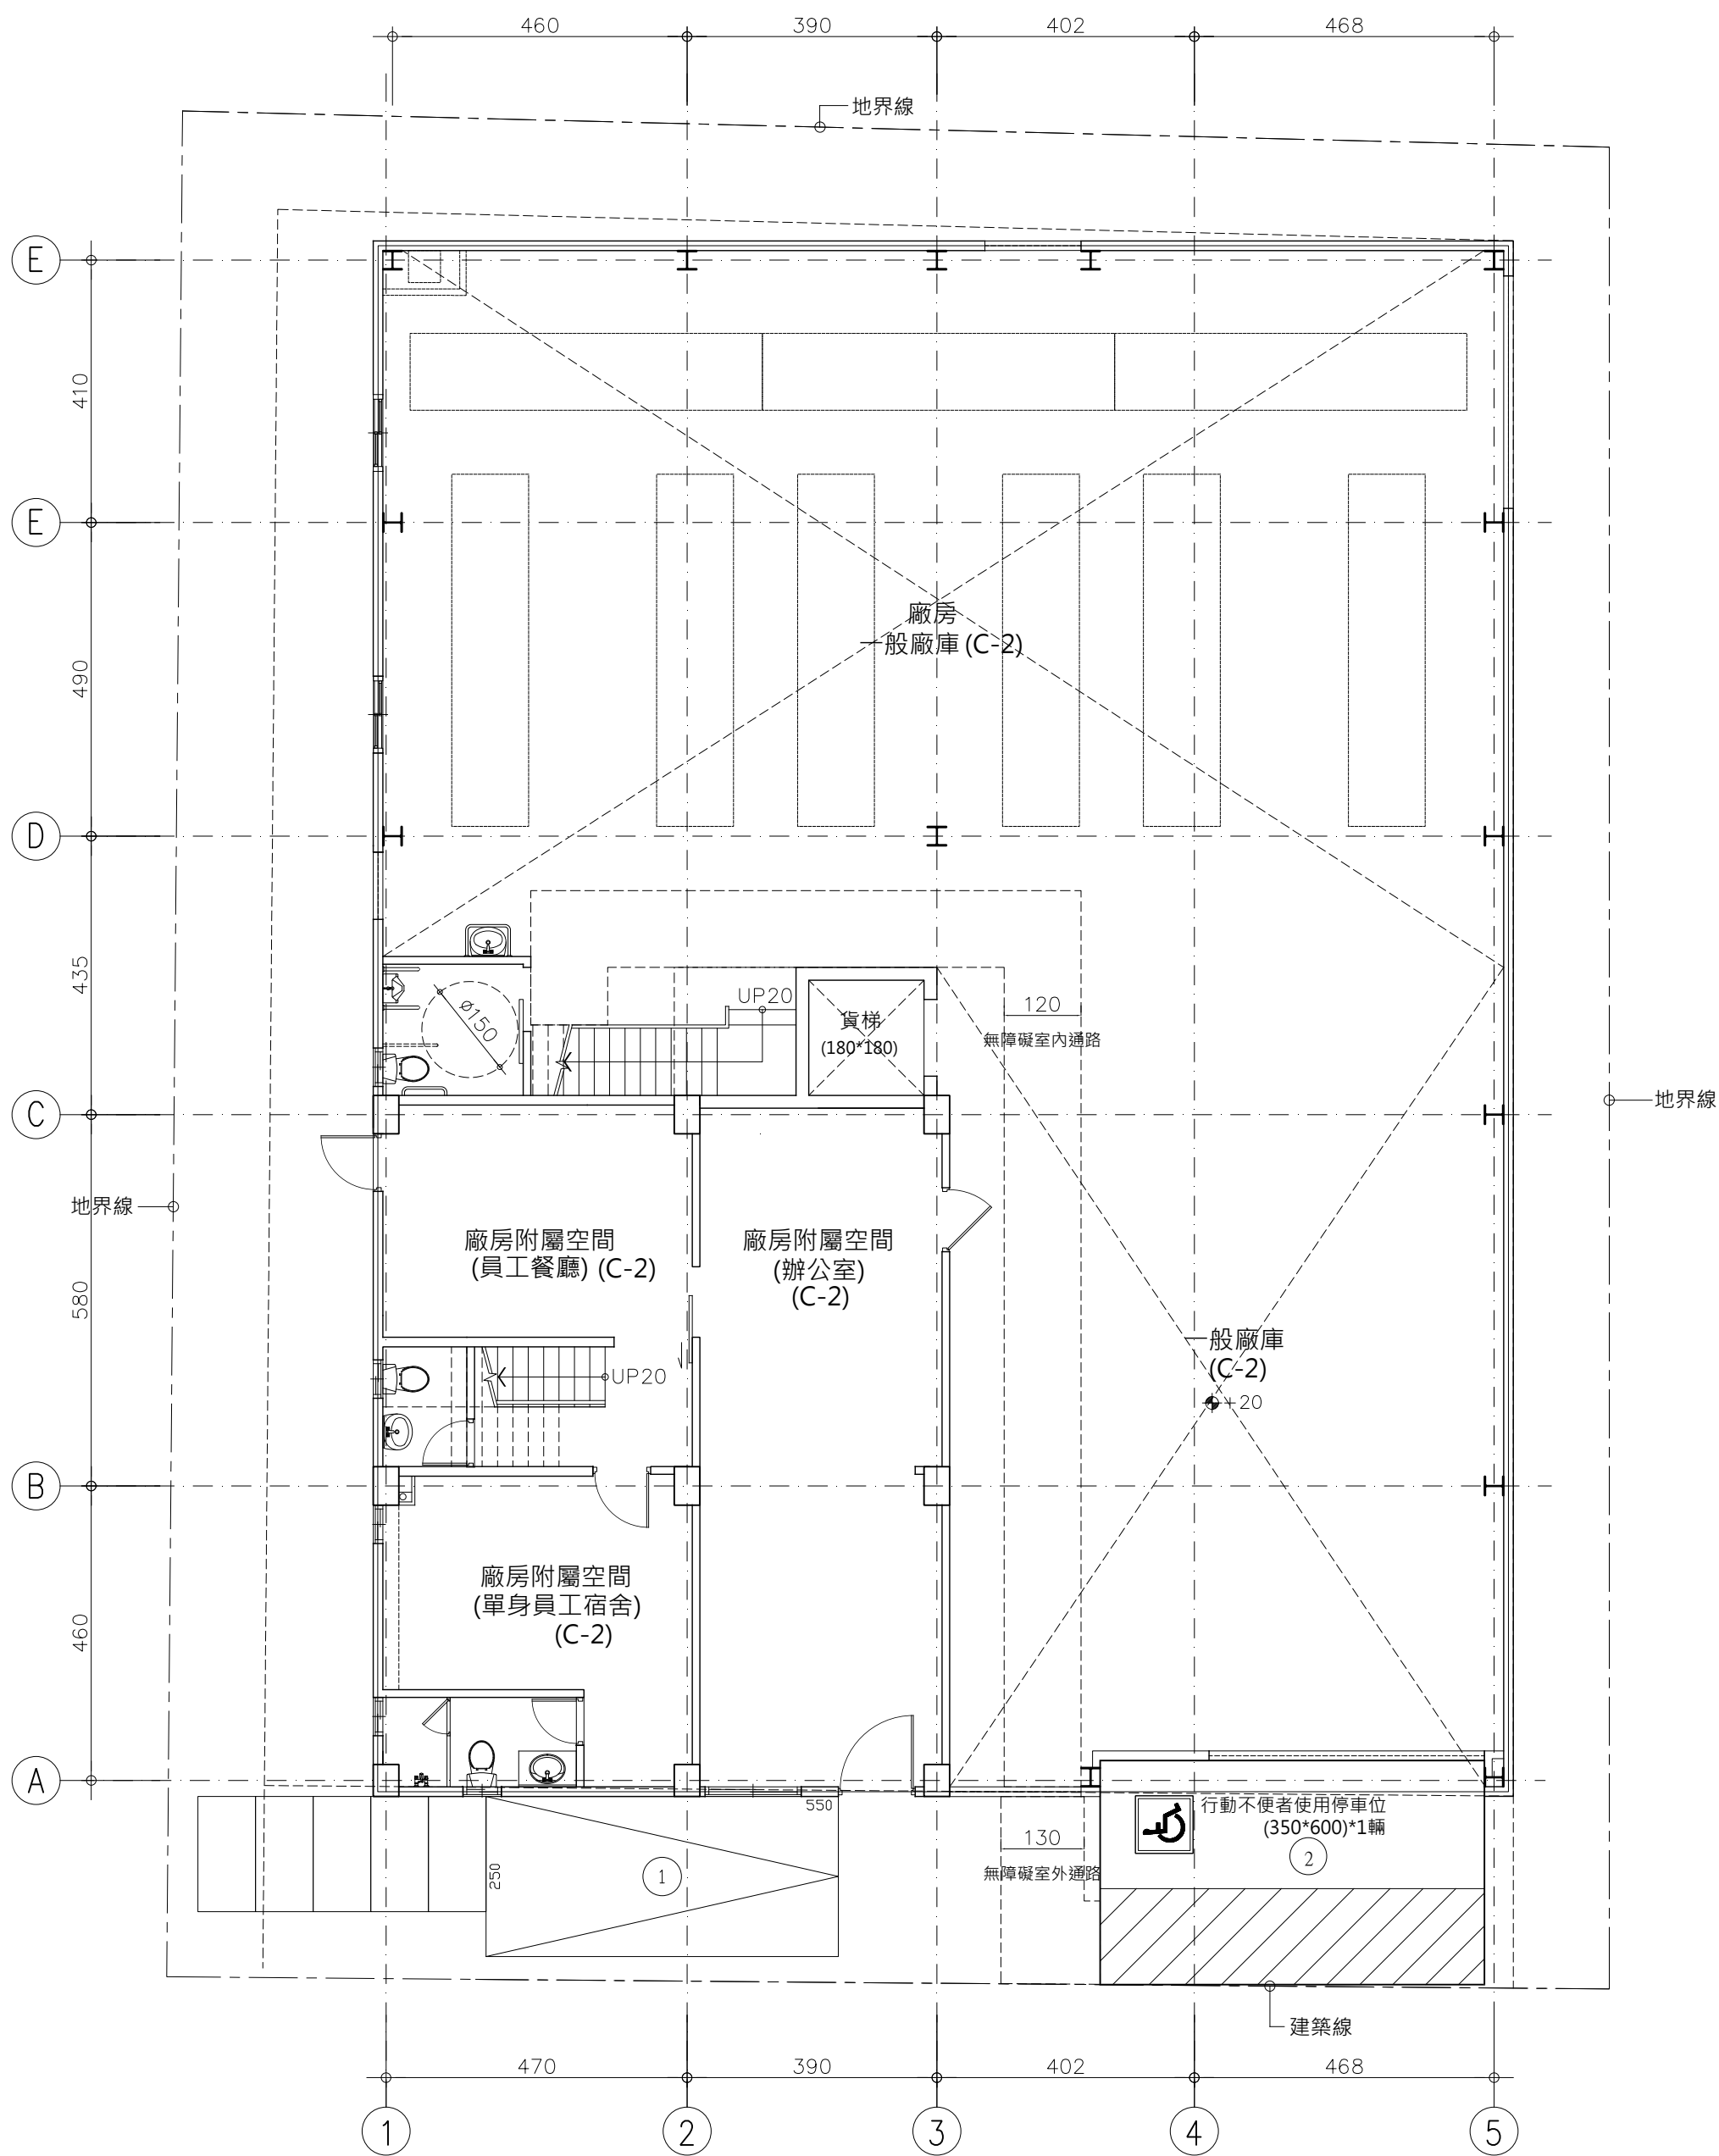 460
390
402
468
地界線
E
410
E
廠房
一般廠庫 (C-2)
490
D
435
Ø150
UP20
貨梯
(180*180)
120
無障礙室內通路
地界線
C
地界線
廠房附屬空間
(員工餐廳) (C-2)
廠房附屬空間
(辦公室)
(C-2)
580
一般廠庫
(C-2)
+20
UP20
B
廠房附屬空間
(單身員工宿舍)
(C-2)
460
A
550
行動不便者使用停車位
(350*600)*1輛
2
130
無障礙室外通路
250
1
建築線
470
390
402
468
1
2
3
4
5